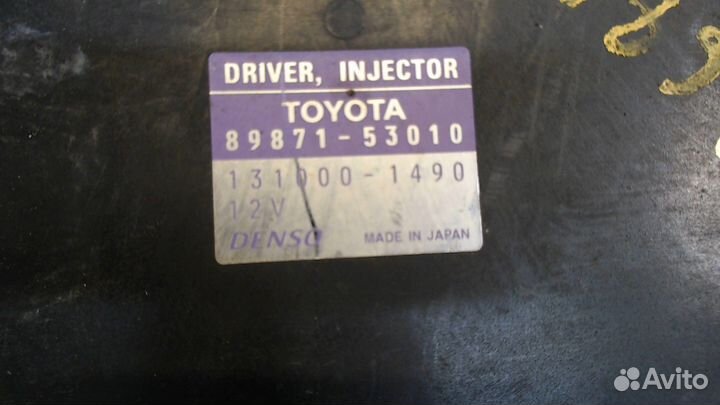 DRIVER, INJECTOR
TOYOTA
89871-53010
131000-1490
12V
DENSO MADE IN JAPAN
Avito